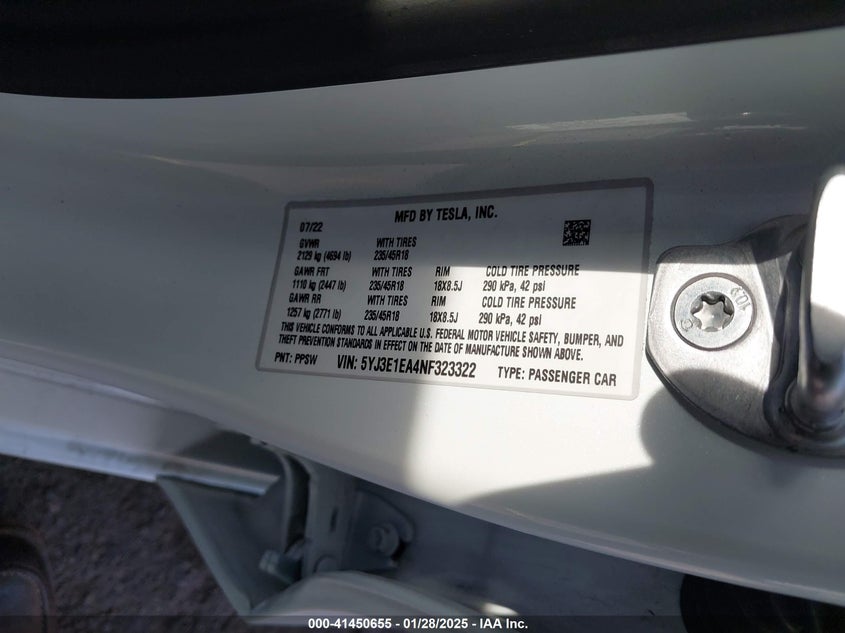 MFD BY TESLA, INC.
07/22
GVWR WITH TIRES
2129 kg (4694 lb) 235/45R18
GAWR FRT WITH TIRES RIM COLD TIRE PRESSURE
1110 kg (2447 lb) 235/45R18 18X8.5J 290 kPa, 42 psi
GAWR RR WITH TIRES RIM COLD TIRE PRESSURE
1257 kg (2771 lb) 235/45R18 18X8.5J 290 kPa, 42 psi
THIS VEHICLE CONFORMS TO ALL APPLICABLE U.S. FEDERAL MOTOR VEHICLE SAFETY, BUMPER, AND
THEFT PREVENTION STANDARDS IN EFFECT ON THE DATE OF MANUFACTURE SHOWN ABOVE.
PNT: PPSW VIN: 5YJ3E1EA4NF323322 TYPE: PASSENGER CAR
10.9
000-41450655 - 01/28/2025 - IAA Inc.